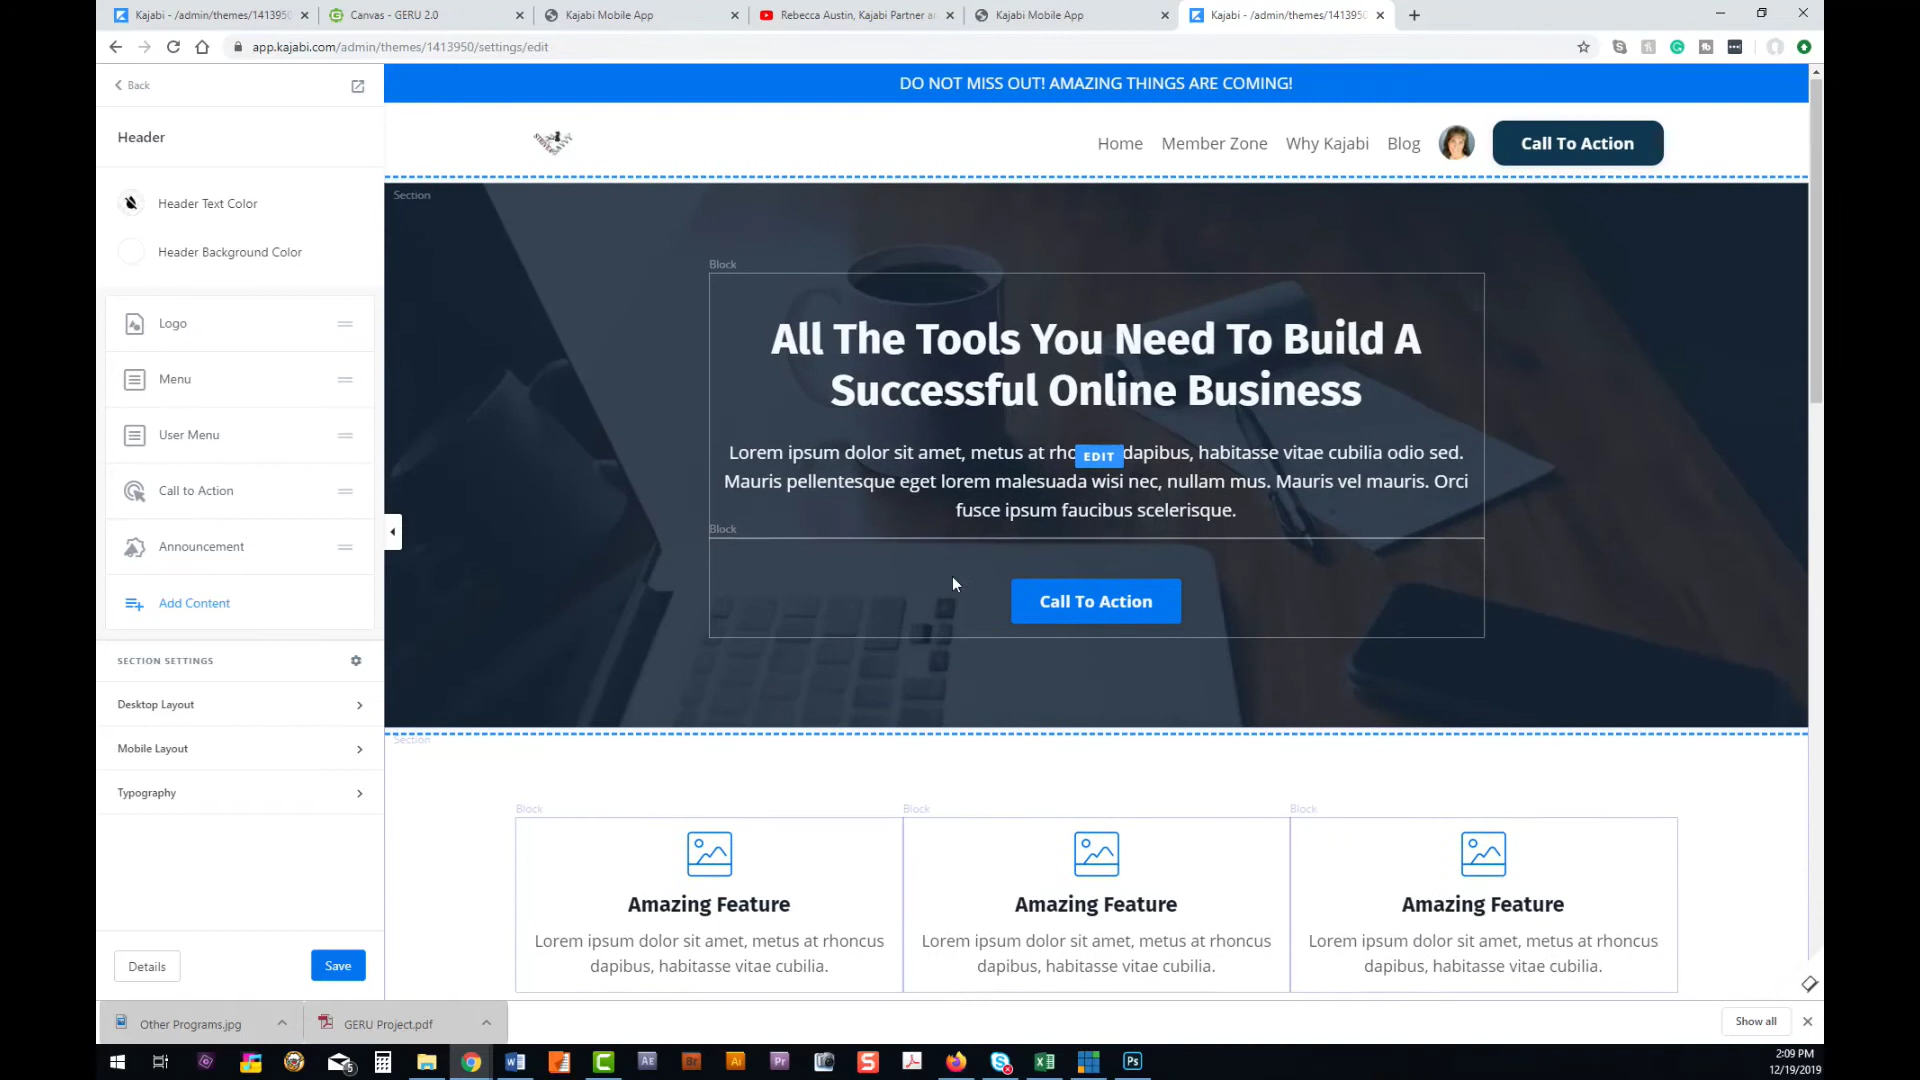 Kajabi - /admin/themes/1413950
Canvas - GERU 2.0
Kajabi Mobile App
Rebecca Austin, Kajabi Partner a
Kajabi Mobile App
Kajabi - /admin/themes/1413950
app.kajabi.com/admin/themes/1413950/settings/edit
Back
DO NOT MISS OUT! AMAZING THINGS ARE COMING!
Header
Home
Member Zone
Why Kajabi
Blog
Call To Action
Header Text Color
Header Background Color
Logo
Menu
User Menu
Call to Action
Announcement
Add Content
SECTION SETTINGS
Desktop Layout
Mobile Layout
Typography
Details
Save
Section
Block
All The Tools You Need To Build A
Successful Online Business
Lorem ipsum dolor sit amet, metus at rho EDIT dapibus, habitasse vitae cubilia odio sed.
Mauris pellentesque eget lorem malesuada wisi nec, nullam mus. Mauris vel mauris. Orci
fusce ipsum faucibus scelerisque.
Block
Call To Action
Section
Block
Block
Block
Amazing Feature
Lorem ipsum dolor sit amet, metus at rhoncus
dapibus, habitasse vitae cubilia.
Amazing Feature
Lorem ipsum dolor sit amet, metus at rhoncus
dapibus, habitasse vitae cubilia.
Amazing Feature
Lorem ipsum dolor sit amet, metus at rhoncus
dapibus, habitasse vitae cubilia.
Other Programs.jpg
GERU Project.pdf
Show all
5
AE
Br
Ai
Pr
Ps
2:09 PM
12/19/2019